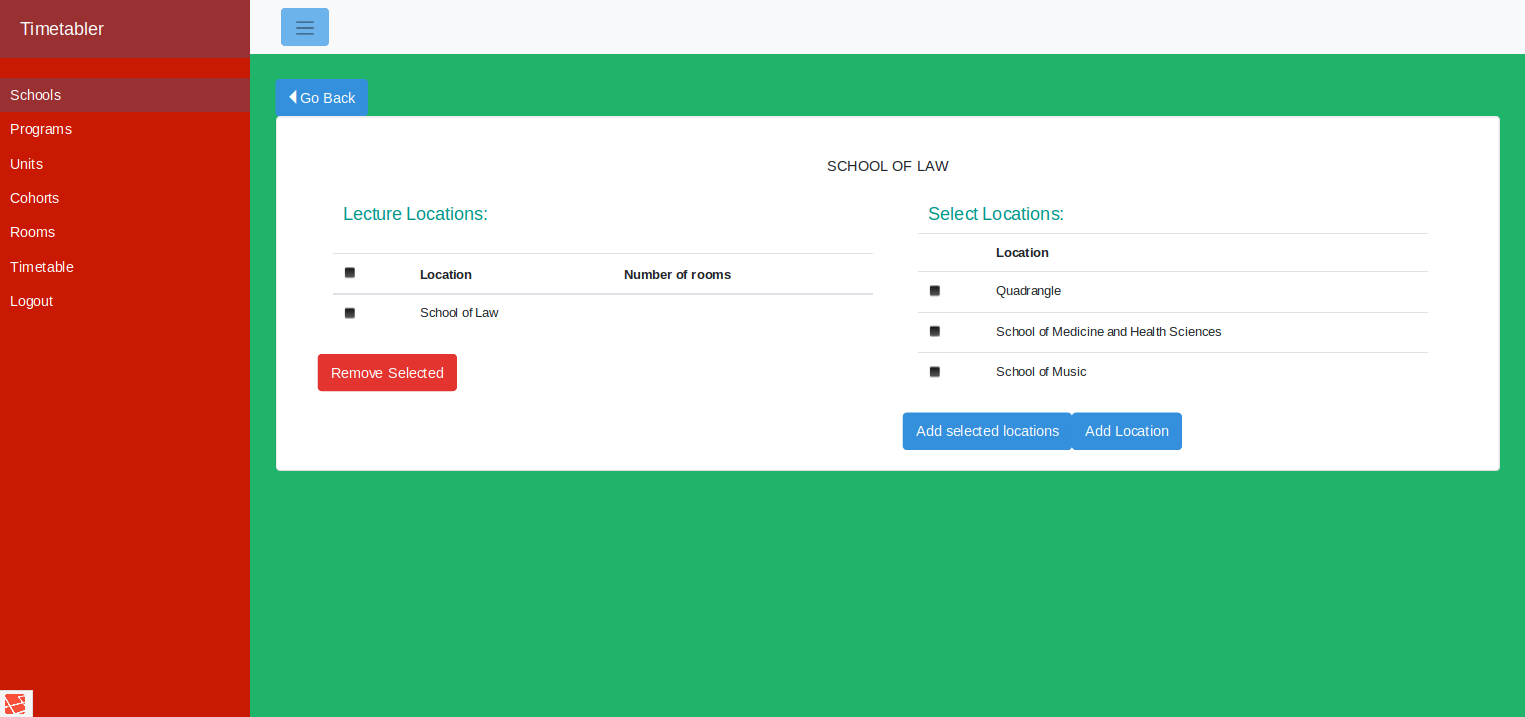 Timetabler
Schools
Programs
Units
Cohorts
Rooms
Timetable
Logout
Go Back
SCHOOL OF LAW
Lecture Locations:
Location Number of rooms
School of Law
Remove Selected
Select Locations:
Location
Quadrangle
School of Medicine and Health Sciences
School of Music
Add selected locations Add Location